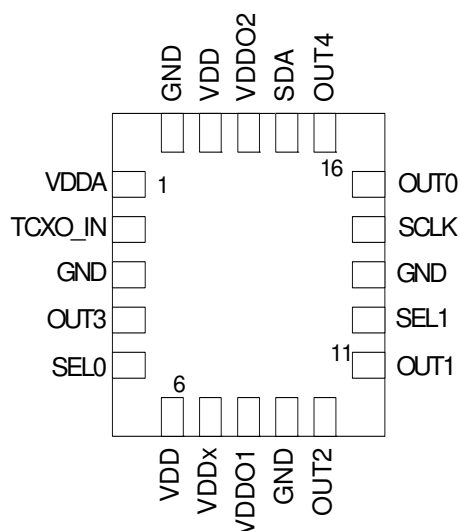 GND
VDD
VDDO2
SDA
OUT4
VDDA
1
16
OUT0
TCXO_IN
SCLK
GND
GND
OUT3
SEL1
SEL0
6
11
OUT1
VDD
VDDx
VDDO1
GND
OUT2